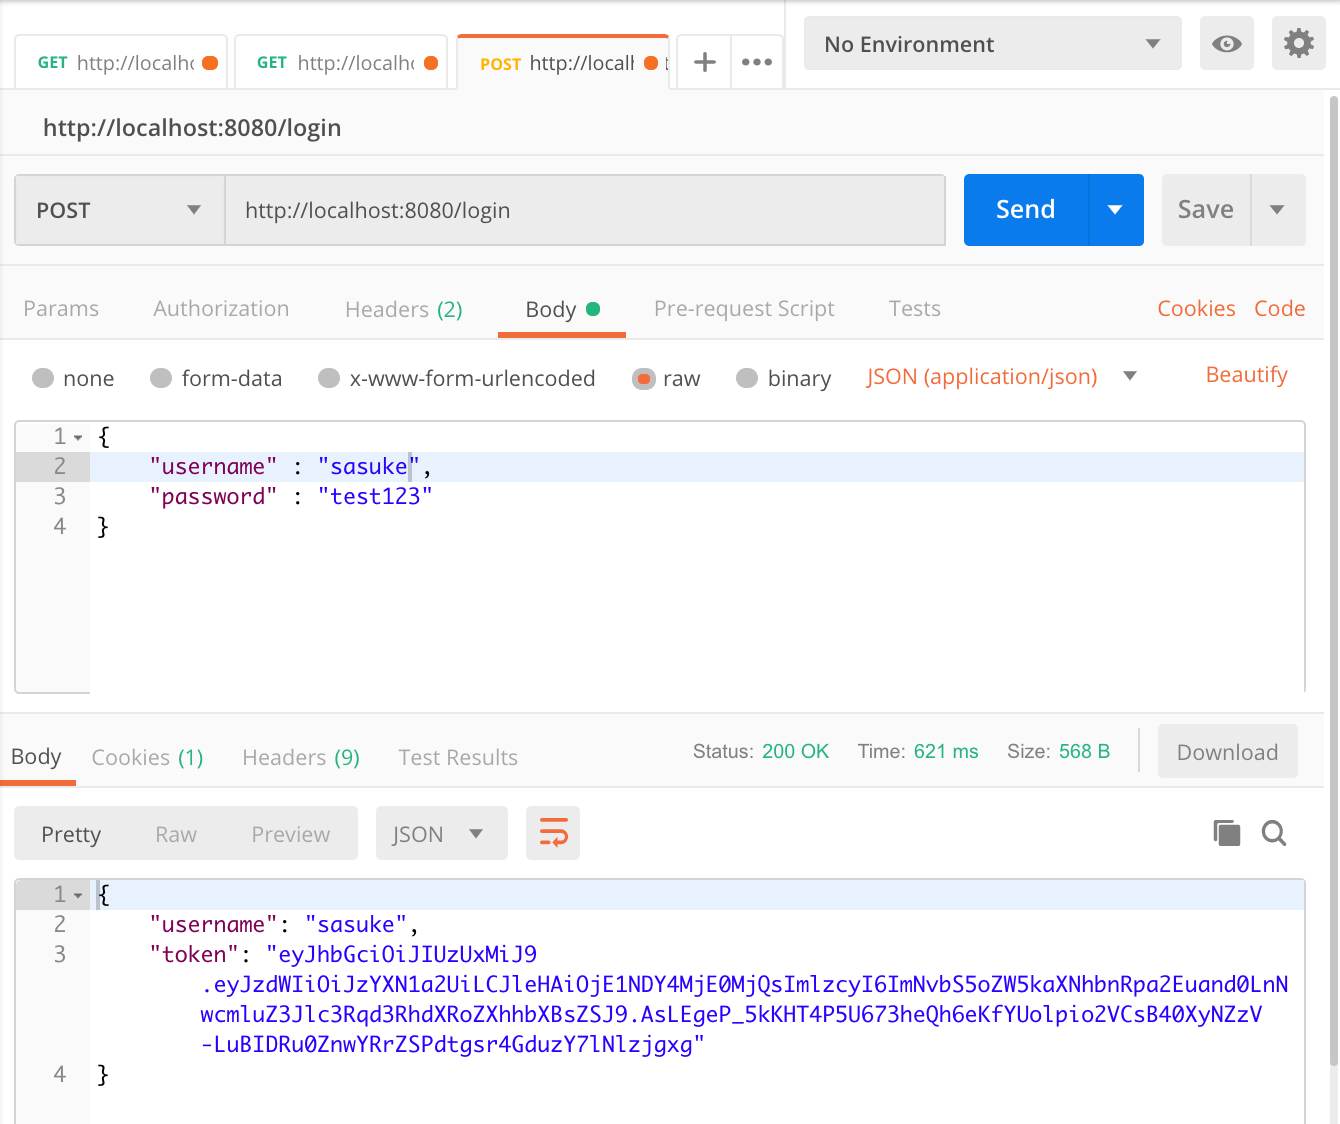 GET http://localhc
GET http://localhc
POST http://locall
No Environment
http://localhost:8080/login
POST http://localhost:8080/login Send Save
Params Authorization Headers (2) Body Pre-request Script Tests Cookies Code
none form-data x-www-form-urlencoded raw binary JSON (application/json) Beautify
1 {
2 "username" : "sasuke",
3 "password" : "test123"
4 }
Body Cookies (1) Headers (9) Test Results Status: 200 OK Time: 621 ms Size: 568 B Download
Pretty Raw Preview JSON
1 {
2 "username": "sasuke",
3 "token": "eyJhbGciOiJIUzUxMiJ9
.eyJzdWIiOiJzYXN1a2UiLCJleHAiOjE1NDY4MjE0MjQsImlzcyI6ImNvbS5oZW5kaXNhbnRpa2Euand0LnN
wcmluZ3Jlc3Rqd3RhdXRoZXhhbXBsZSJ9.AsLEgeP_5kKHT4P5U673heQh6eKfYUolpio2VCsB40XyNZzV
-LuBIDRu0ZnwYRrZSPdtgsr4GduzY7lNlzjgxg"
4 }